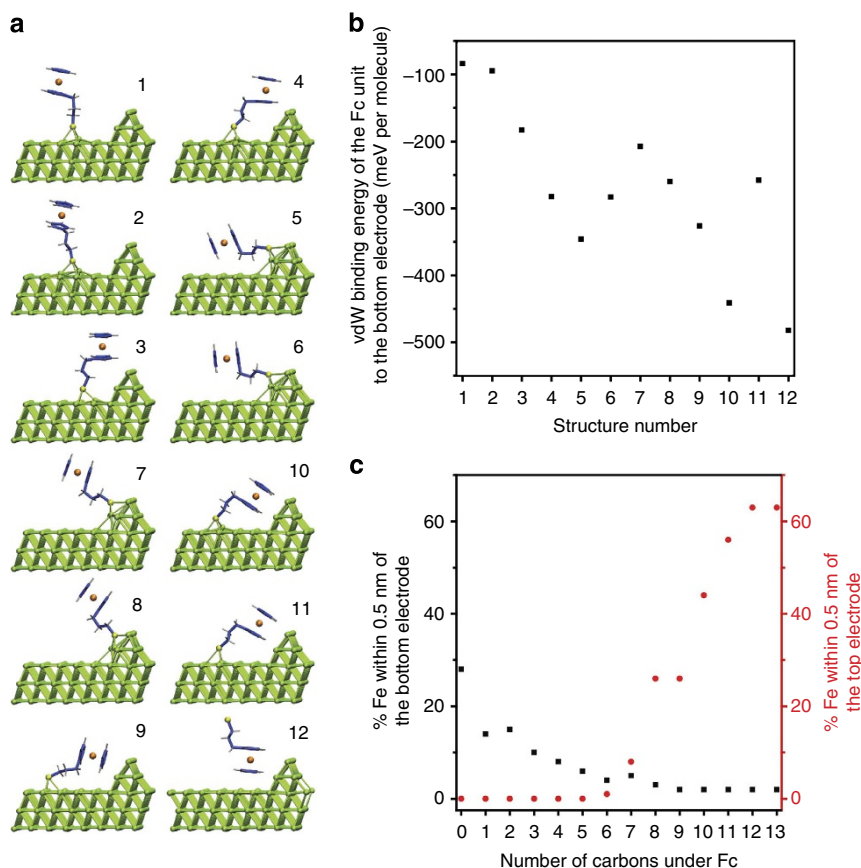 a
1
4
2
5
3
6
7
10
8
11
9
12
b
vdW binding energy of the Fc unit
to the bottom electrode (meV per molecule)
−100
−200
−300
−400
−500
1 2 3 4 5 6 7 8 9 10 11 12
Structure number
c
% Fe within 0.5 nm of
the bottom electrode
60
40
20
0
60
40
20
0
% Fe within 0.5 nm of
the top electrode
0 1 2 3 4 5 6 7 8 9 10 11 12 13
Number of carbons under Fc